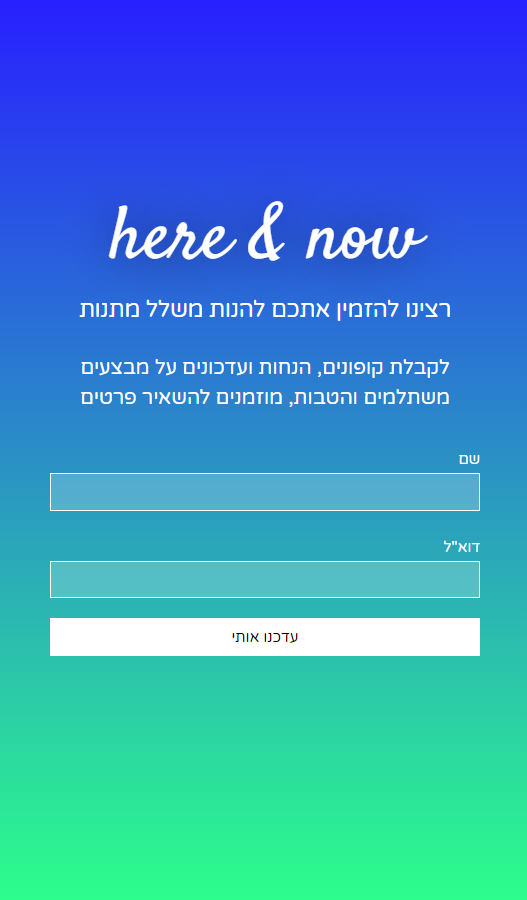 here & now
רצינו להזמין אתכם להנות משלל מתנות
לקבלת קופונים, הנחות ועדכונים על מבצעים
משתלמים והטבות, מוזמנים להשאיר פרטים
שם
דוא"ל
עדכנו אותי